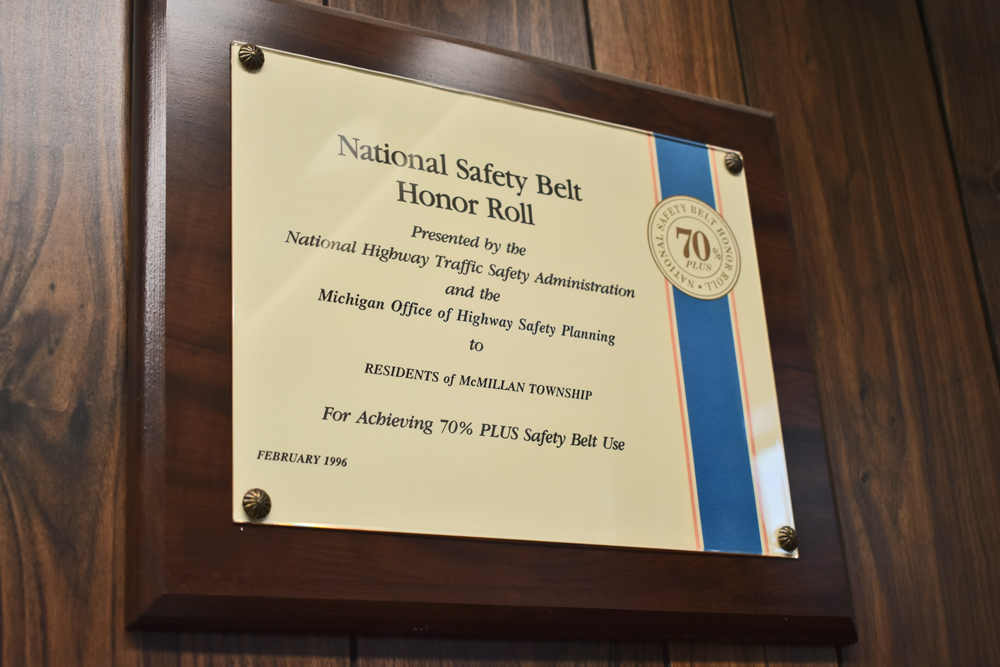 National Safety Belt
Honor Roll
Presented by the
National Highway Traffic Safety Administration
and the
Michigan Office of Highway Safety Planning
to
RESIDENTS of McMILLAN TOWNSHIP
For Achieving 70% PLUS Safety Belt Use
FEBRUARY 1996
NATIONAL SAFETY BELT HONOR ROLL •
70%
PLUS